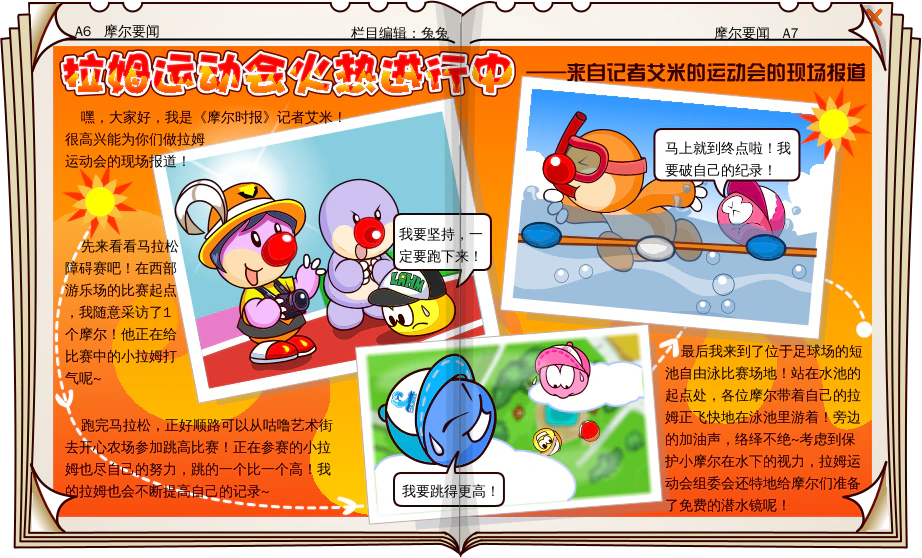 A6 摩尔要闻
栏目编辑：兔兔
摩尔要闻 A7
拉姆运动会火热进行中
——来自记者艾米的运动会的现场报道
嘿，大家好，我是《摩尔时报》记者艾米！
很高兴能为你们做拉姆
运动会的现场报道！
先来看看马拉松
障碍赛吧！在西部
游乐场的比赛起点
，我随意采访了1
个摩尔！他正在给
比赛中的小拉姆打
气呢~
我要坚持，一
定要跑下来！
LAMU
跑完马拉松，正好顺路可以从咕噜艺术街
去开心农场参加跳高比赛！正在参赛的小拉
姆也尽自己的努力，跳的一个比一个高！我
的拉姆也会不断提高自己的记录~
我要跳得更高！
马上就到终点啦！我
要破自己的纪录！
最后我来到了位于足球场的短
池自由泳比赛场地！站在水池的
起点处，各位摩尔带着自己的拉
姆正飞快地在泳池里游着！旁边
的加油声，络绎不绝~考虑到保
护小摩尔在水下的视力，拉姆运
动会组委会还特地给摩尔们准备
了免费的潜水镜呢！